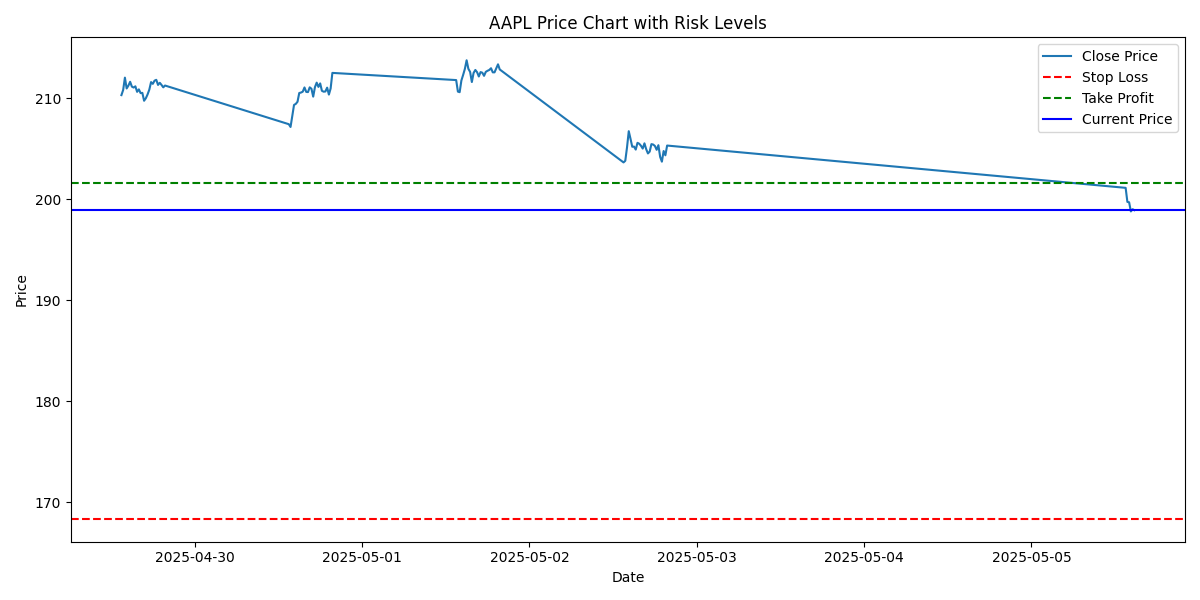 AAPL Price Chart with Risk Levels
Close Price
Stop Loss
Take Profit
Current Price
Price
210
200
190
180
170
2025-04-30
2025-05-01
2025-05-02
2025-05-03
2025-05-04
2025-05-05
Date